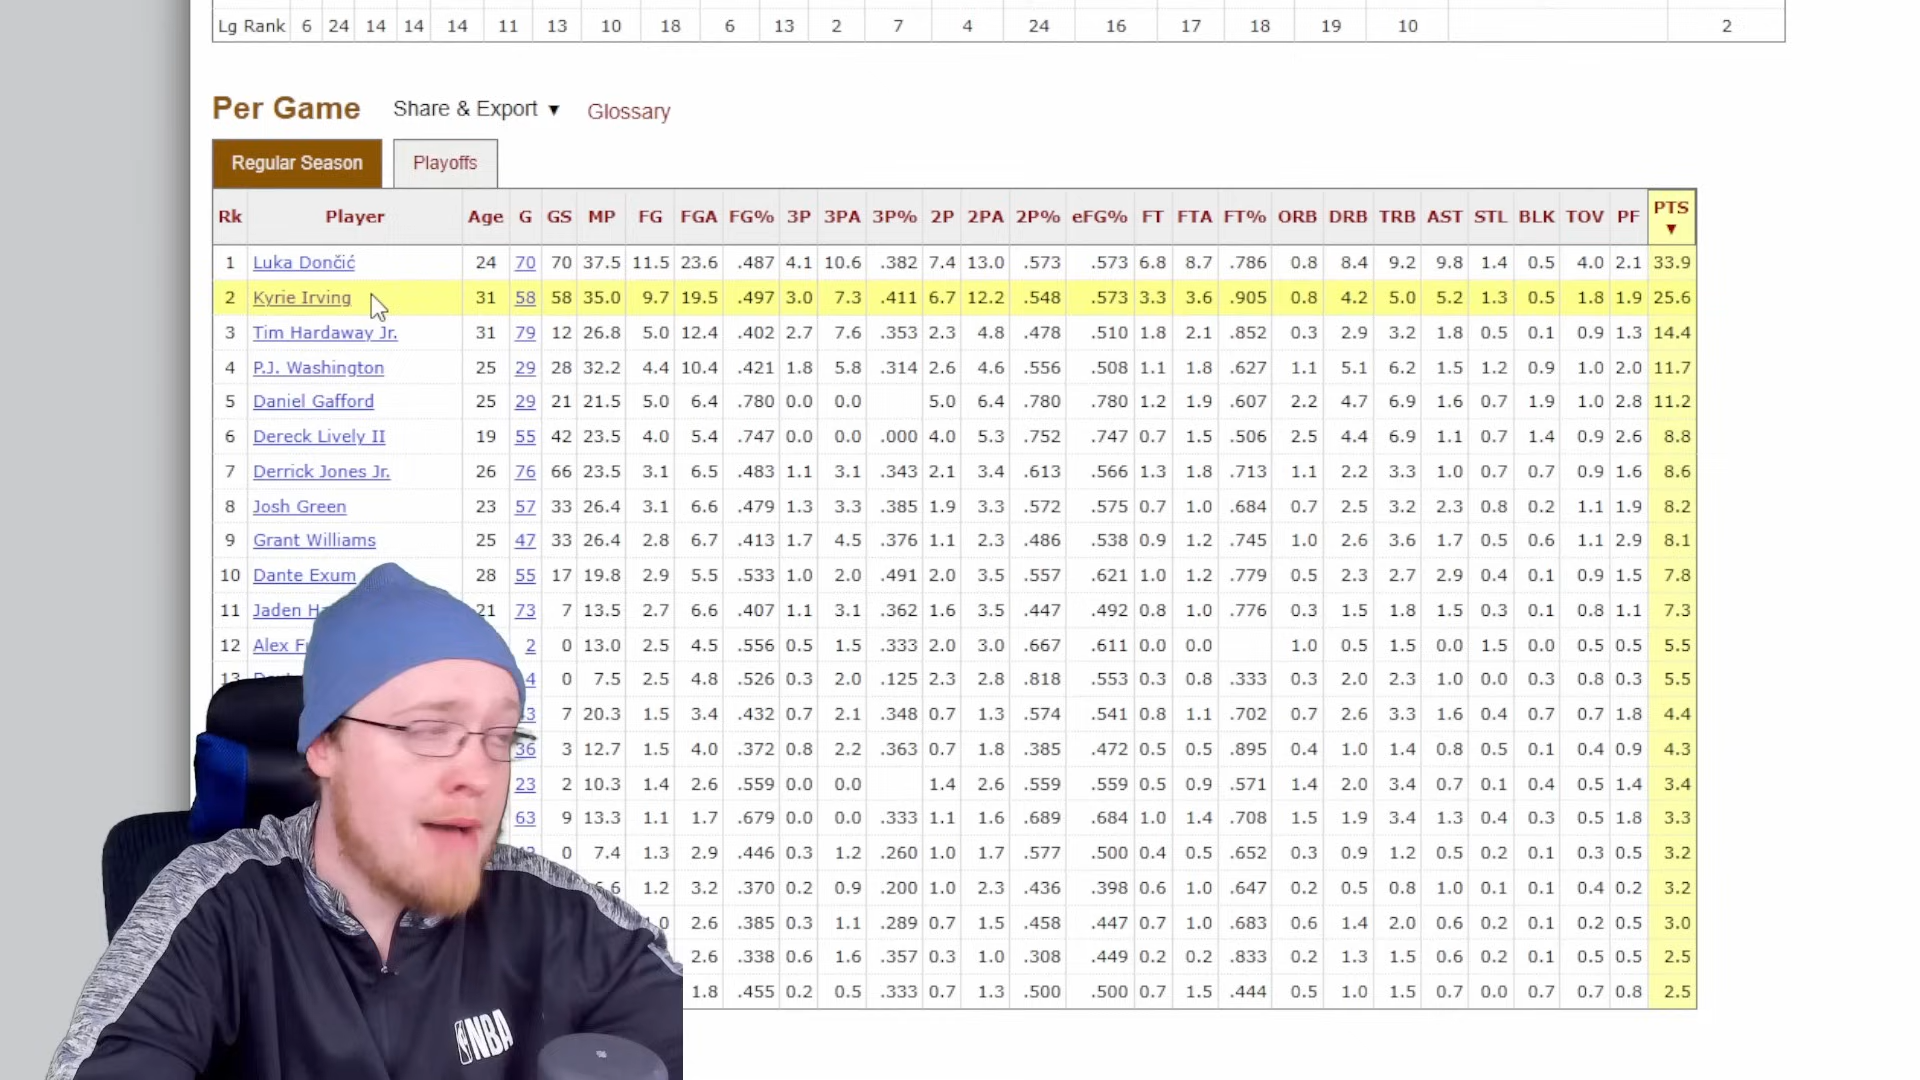 Lg Rank 6 24 14 14 14 11 13 10 18 6 13 2 7 4 24 16 17 18 19 10 2
Per Game Share & Export ▼ Glossary
Regular Season Playoffs
Rk Player Age G GS MP FG FGA FG% 3P 3PA 3P% 2P 2PA 2P% eFG% FT FTA FT% ORB DRB TRB AST STL BLK TOV PF PTS ▼
1 Luka Dončić 24 70 70 37.5 11.5 23.6 .487 4.1 10.6 .382 7.4 13.0 .573 .573 6.8 8.7 .786 0.8 8.4 9.2 9.8 1.4 0.5 4.0 2.1 33.9
2 Kyrie Irving 31 58 58 35.0 9.7 19.5 .497 3.0 7.3 .411 6.7 12.2 .548 .573 3.3 3.6 .905 0.8 4.2 5.0 5.2 1.3 0.5 1.8 1.9 25.6
3 Tim Hardaway Jr. 31 79 12 26.8 5.0 12.4 .402 2.7 7.6 .353 2.3 4.8 .478 .510 1.8 2.1 .852 0.3 2.9 3.2 1.8 0.5 0.1 0.9 1.3 14.4
4 P.J. Washington 25 29 28 32.2 4.4 10.4 .421 1.8 5.8 .314 2.6 4.6 .556 .508 1.1 1.8 .627 1.1 5.1 6.2 1.5 1.2 0.9 1.0 2.0 11.7
5 Daniel Gafford 25 29 21 21.5 5.0 6.4 .780 0.0 0.0 5.0 6.4 .780 .780 1.2 1.9 .607 2.2 4.7 6.9 1.6 0.7 1.9 1.0 2.8 11.2
6 Dereck Lively II 19 55 42 23.5 4.0 5.4 .747 0.0 0.0 .000 4.0 5.3 .752 .747 0.7 1.5 .506 2.5 4.4 6.9 1.1 0.7 1.4 0.9 2.6 8.8
7 Derrick Jones Jr. 26 76 66 23.5 3.1 6.5 .483 1.1 3.1 .343 2.1 3.4 .613 .566 1.3 1.8 .713 1.1 2.2 3.3 1.0 0.7 0.7 0.9 1.6 8.6
8 Josh Green 23 57 33 26.4 3.1 6.6 .479 1.3 3.3 .385 1.9 3.3 .572 .575 0.7 1.0 .684 0.7 2.5 3.2 2.3 0.8 0.2 1.1 1.9 8.2
9 Grant Williams 25 47 33 26.4 2.8 6.7 .413 1.7 4.5 .376 1.1 2.3 .486 .538 0.9 1.2 .745 1.0 2.6 3.6 1.7 0.5 0.6 1.1 2.9 8.1
10 Dante Exum 28 55 17 19.8 2.9 5.5 .533 1.0 2.0 .491 2.0 3.5 .557 .621 1.0 1.2 .779 0.5 2.3 2.7 2.9 0.4 0.1 0.9 1.5 7.8
11 Jaden 21 73 7 13.5 2.7 6.6 .407 1.1 3.1 .362 1.6 3.5 .447 .492 0.8 1.0 .776 0.3 1.5 1.8 1.5 0.3 0.1 0.8 1.1 7.3
12 Alex 2 0 13.0 2.5 4.5 .556 0.5 1.5 .333 2.0 3.0 .667 .611 0.0 0.0 1.0 0.5 1.5 0.0 1.5 0.0 0.5 0.5 5.5
13 4 0 7.5 2.5 4.8 .526 0.3 2.0 .125 2.3 2.8 .818 .553 0.3 0.8 .333 0.3 2.0 2.3 1.0 0.0 0.3 0.8 0.3 5.5
7 20.3 1.5 3.4 .432 0.7 2.1 .348 0.7 1.3 .574 .541 0.8 1.1 .702 0.7 2.6 3.3 1.6 0.4 0.7 0.7 1.8 4.4
36 3 12.7 1.5 4.0 .372 0.8 2.2 .363 0.7 1.8 .385 .472 0.5 0.5 .895 0.4 1.0 1.4 0.8 0.5 0.1 0.4 0.9 4.3
23 2 10.3 1.4 2.6 .559 0.0 0.0 1.4 2.6 .559 .559 0.5 0.9 .571 1.4 2.0 3.4 0.7 0.1 0.4 0.5 1.4 3.4
63 9 13.3 1.1 1.7 .679 0.0 0.0 .333 1.1 1.6 .689 .684 1.0 1.4 .708 1.5 1.9 3.4 1.3 0.4 0.3 0.5 1.8 3.3
0 7.4 1.3 2.9 .446 0.3 1.2 .260 1.0 1.7 .577 .500 0.4 0.5 .652 0.3 0.9 1.2 0.5 0.2 0.1 0.3 0.5 3.2
1.2 3.2 .370 0.2 0.9 .200 1.0 2.3 .436 .398 0.6 1.0 .647 0.2 0.5 0.8 1.0 0.1 0.1 0.4 0.2 3.2
2.6 .385 0.3 1.1 .289 0.7 1.5 .458 .447 0.7 1.0 .683 0.6 1.4 2.0 0.6 0.2 0.1 0.2 0.5 3.0
2.6 .338 0.6 1.6 .357 0.3 1.0 .308 .449 0.2 0.2 .833 0.2 1.3 1.5 0.6 0.2 0.1 0.5 0.5 2.5
1.8 .455 0.2 0.5 .333 0.7 1.3 .500 .500 0.7 1.5 .444 0.5 1.0 1.5 0.7 0.0 0.7 0.7 0.8 2.5
NBA